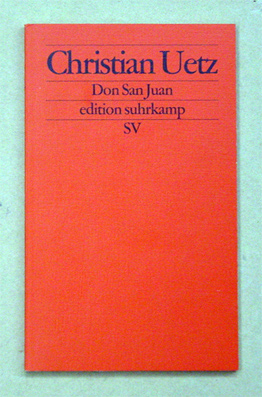 Christian Uetz
Don San Juan
edition suhrkamp
SV